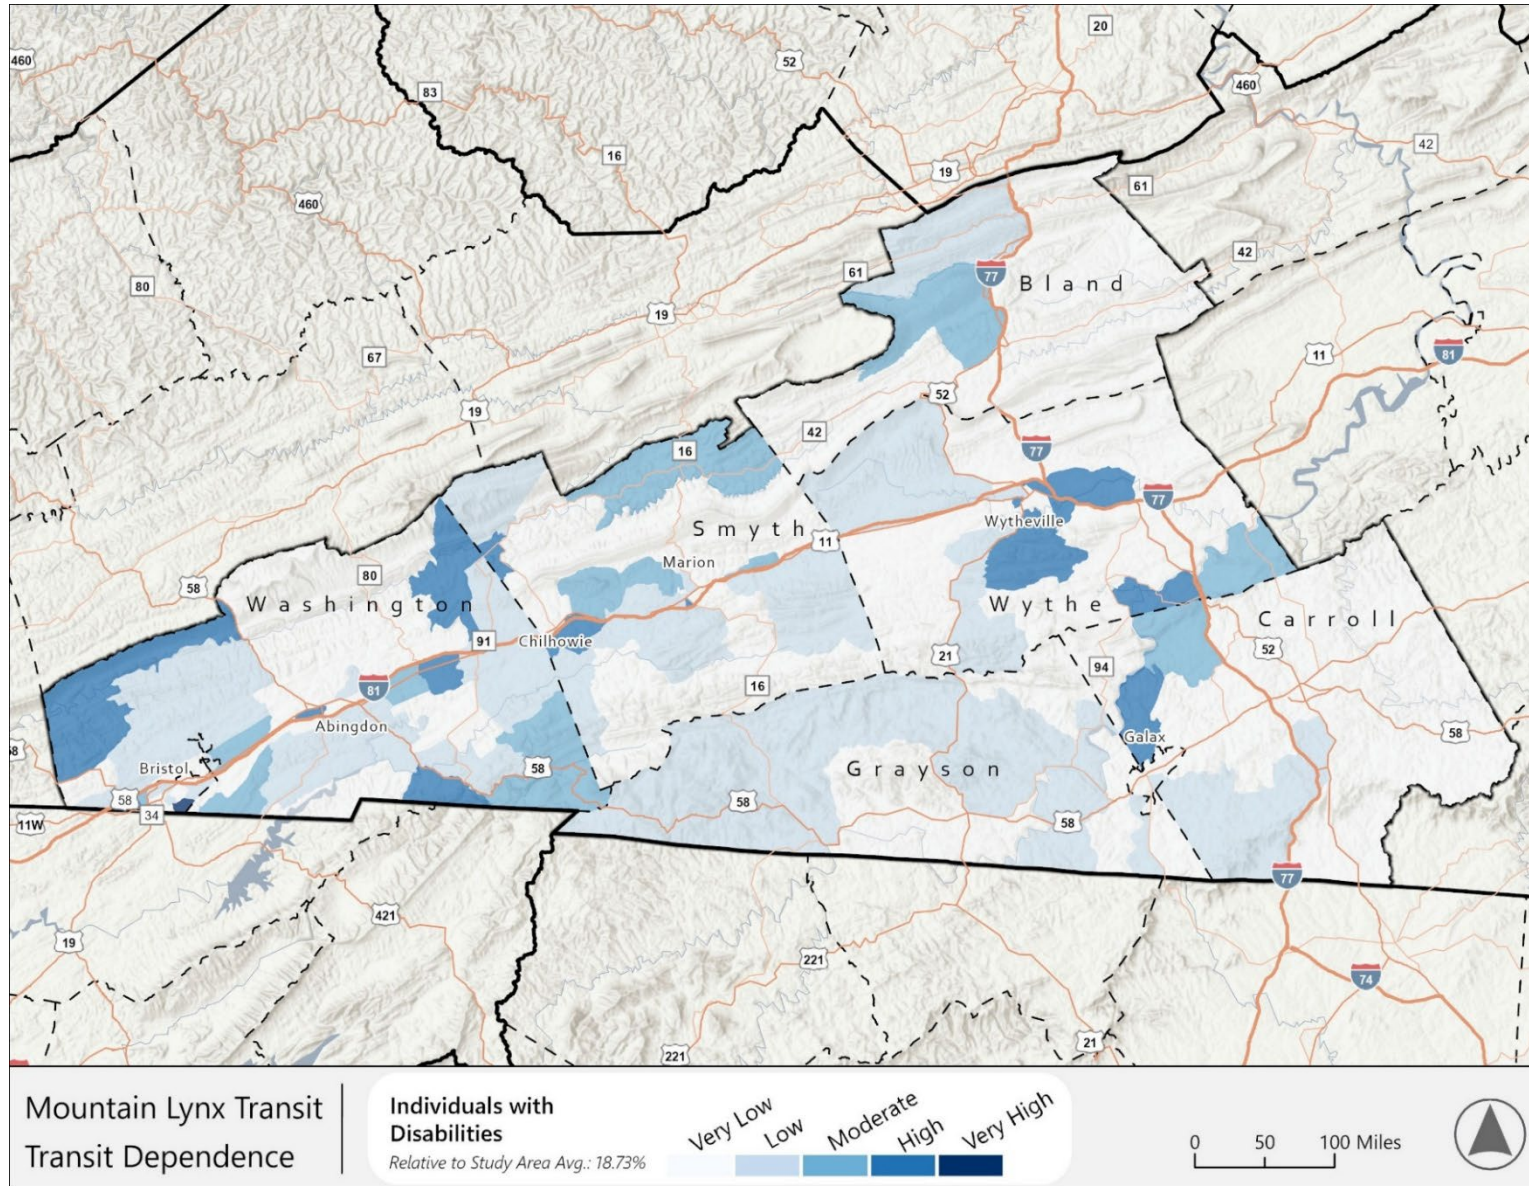 20
460
52
460
83
42
16
19
61
460
42
61
77
Bland
80
19
11
81
67
52
19
42
16
77
77
Smyth
Wytheville
11
Marion
58
80
Washington
Wythe
Carroll
91
Chilhowie
52
21
94
16
81
Abingdon
58
58
Galax
Bristol
58
Grayson
58
58
34
58
11W
77
421
19
221
74
221
21
Mountain Lynx Transit
Transit Dependence
Individuals with
Disabilities
Relative to Study Area Avg.: 18.73%
Very Low
Low
Moderate
High
Very High
0 50 100 Miles